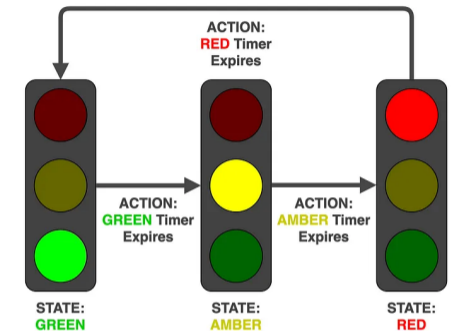 ACTION:
RED Timer
Expires
ACTION:
GREEN Timer
Expires
ACTION:
AMBER Timer
Expires
STATE:
GREEN
STATE:
AMBER
STATE:
RED